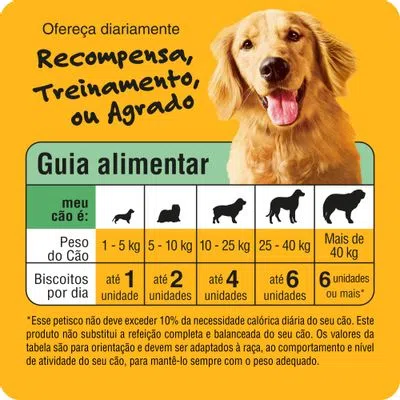 Ofereça diariamente
Recompensa,
Treinamento,
ou Agrado
Guia alimentar
meu
cão é:
Peso
do Cão
1 - 5 kg
5 - 10 kg
10 - 25 kg
25 - 40 kg
Mais de
40 kg
Biscoitos
por dia
até 1
unidade
até 2
unidades
até 4
unidades
até 6
unidades
6 unidades
ou mais*
*Esse petisco não deve exceder 10% da necessidade calórica diária do seu cão. Este
produto não substitui a refeição completa e balanceada do seu cão. Os valores da
tabela são para orientação e devem ser adaptados à raça, ao comportamento e nível
de atividade do seu cão, para mantê-lo sempre com o peso adequado.